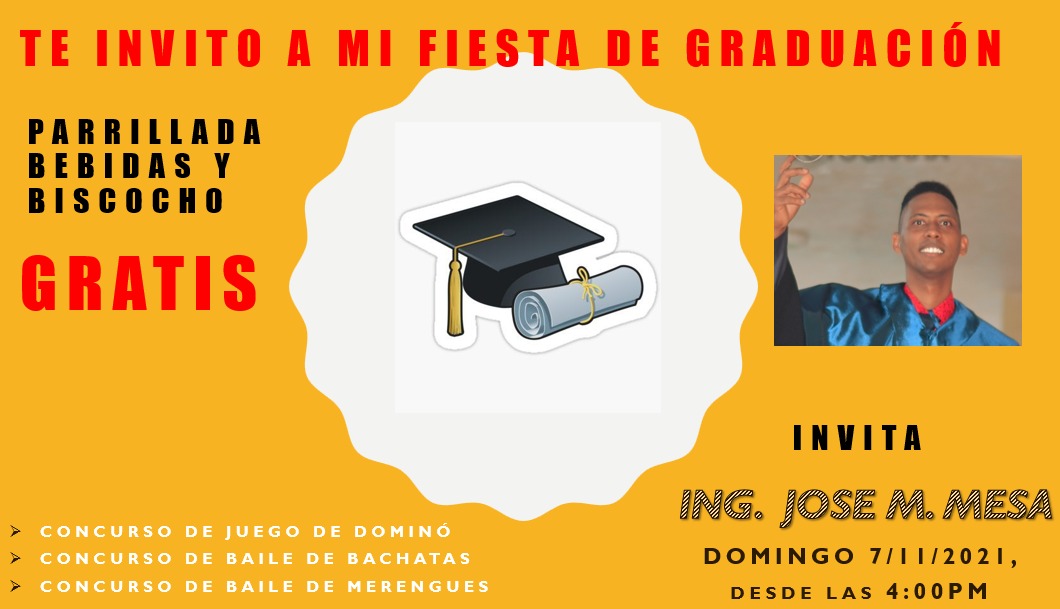 TE INVITO A MI FIESTA DE GRADUACIÓN
PARRILLADA
BEBIDAS Y
BISCOCHO
GRATIS
INVITA
ING. JOSE M. MESA
DOMINGO 7/11/2021,
DESDE LAS 4:00PM
➢ CONCURSO DE JUEGO DE DOMINÓ
➢ CONCURSO DE BAILE DE BACHATAS
➢ CONCURSO DE BAILE DE MERENGUES